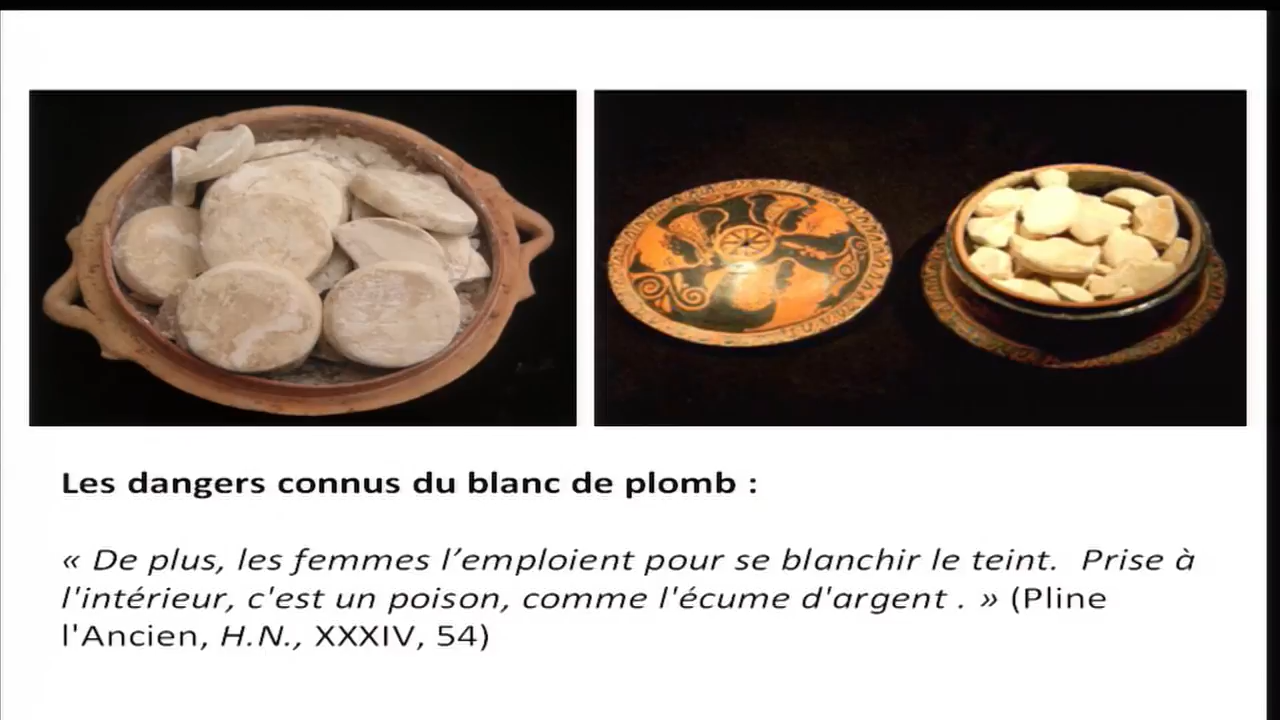 Les dangers connus du blanc de plomb :
« De plus, les femmes l’emploient pour se blanchir le teint.  Prise à
l'intérieur, c'est un poison, comme l'écume d'argent . » (Pline
l'Ancien, H.N., XXXIV, 54)